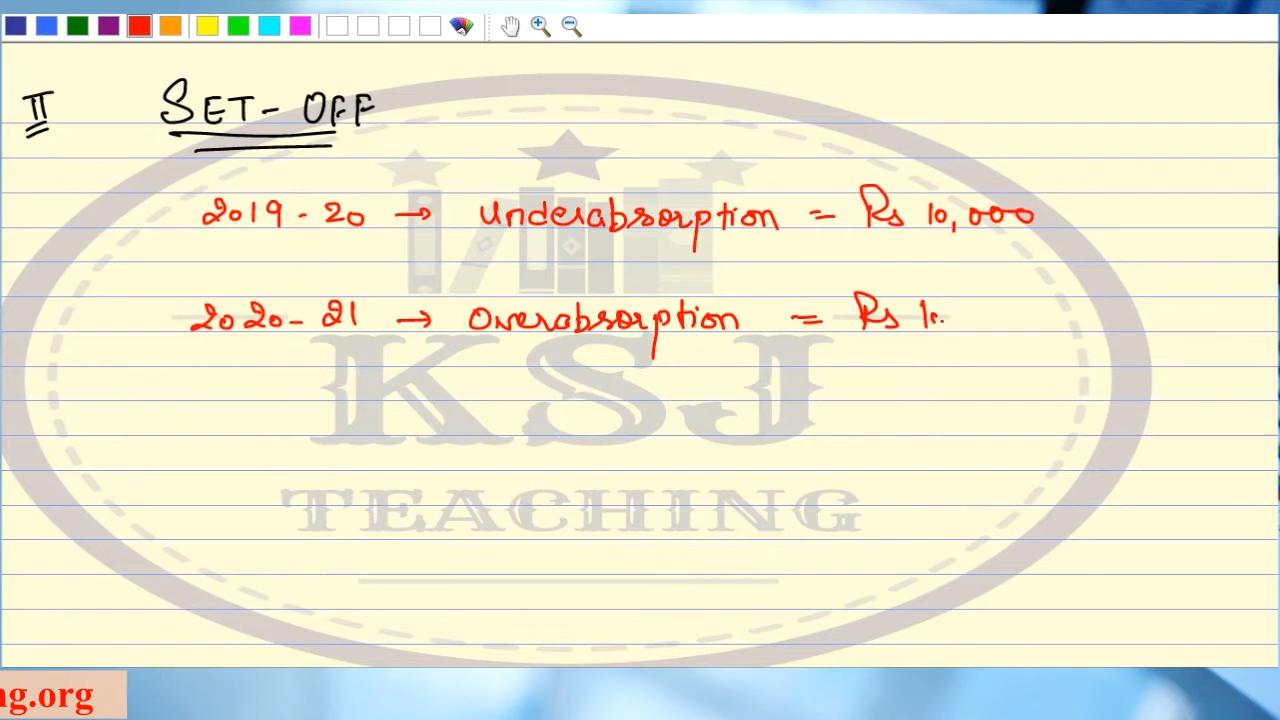 II SET-OFF
2019-20 → underabsorption = Rs 10,000
2020-21 → overabsorption = Rs
KSJ
TEACHING
ng.org